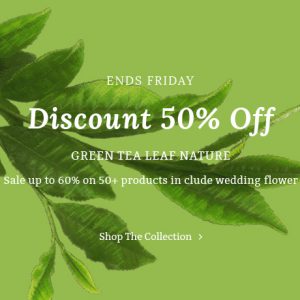 ENDS FRIDAY
Discount 50% Off
GREEN TEA LEAF NATURE
Sale up to 60% on 50+ products in clude wedding flower
Shop The Collection >